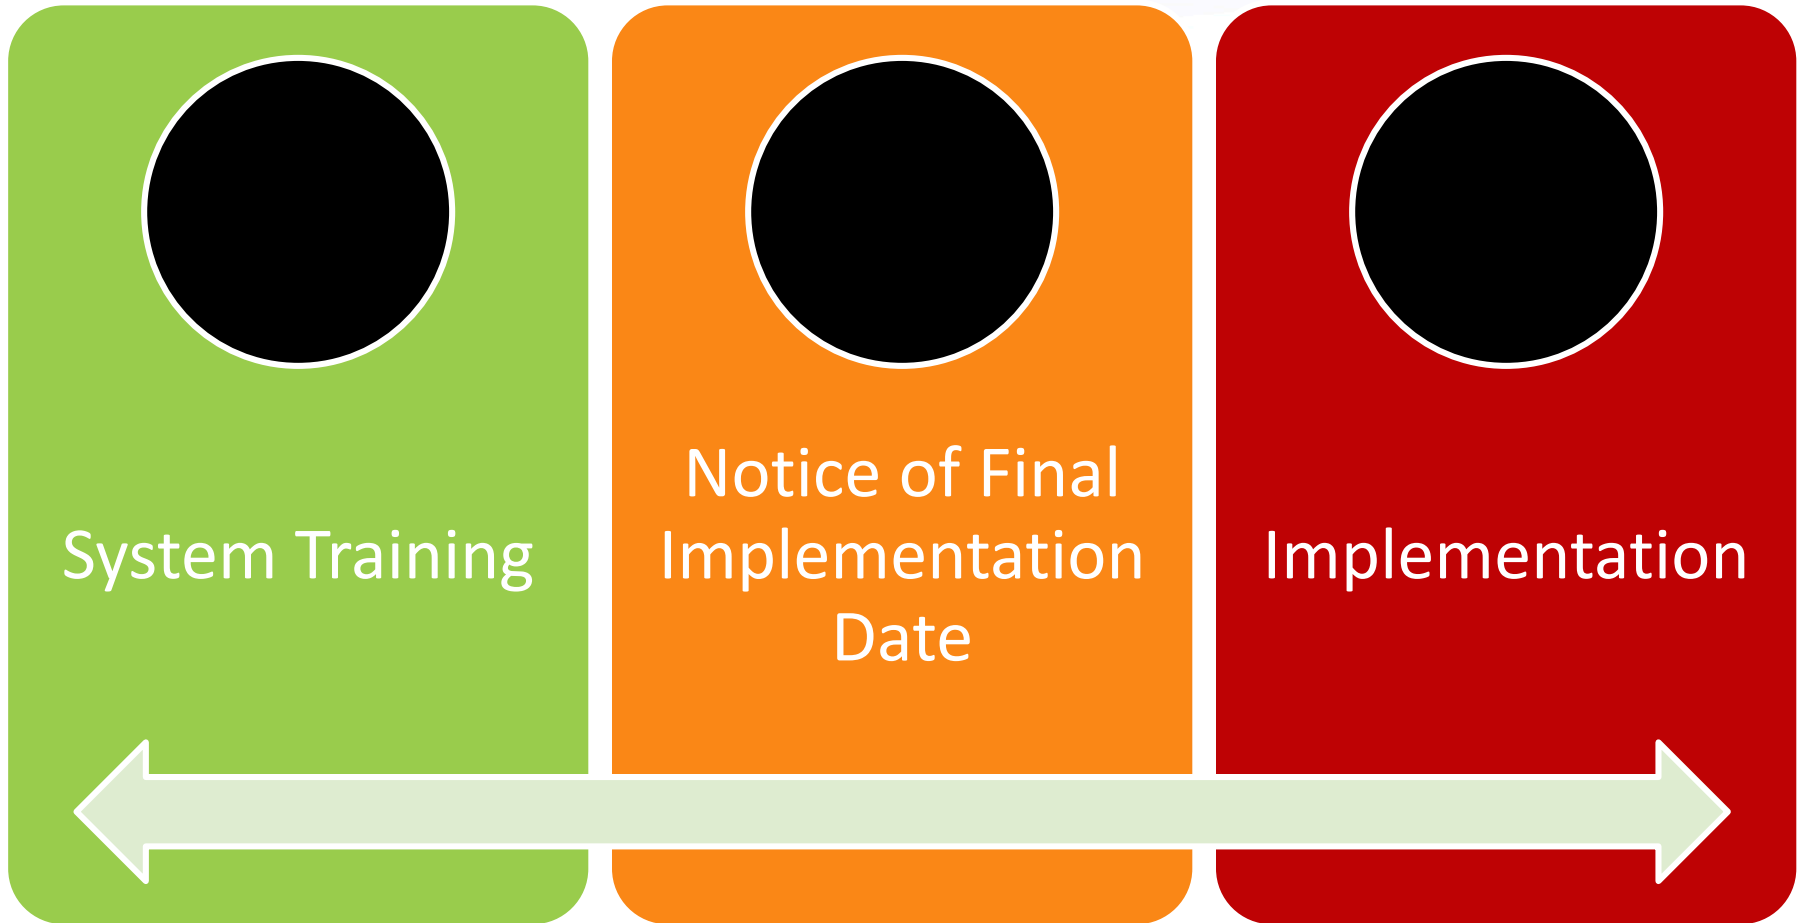 System Training
Notice of Final
Implementation
Date
Implementation